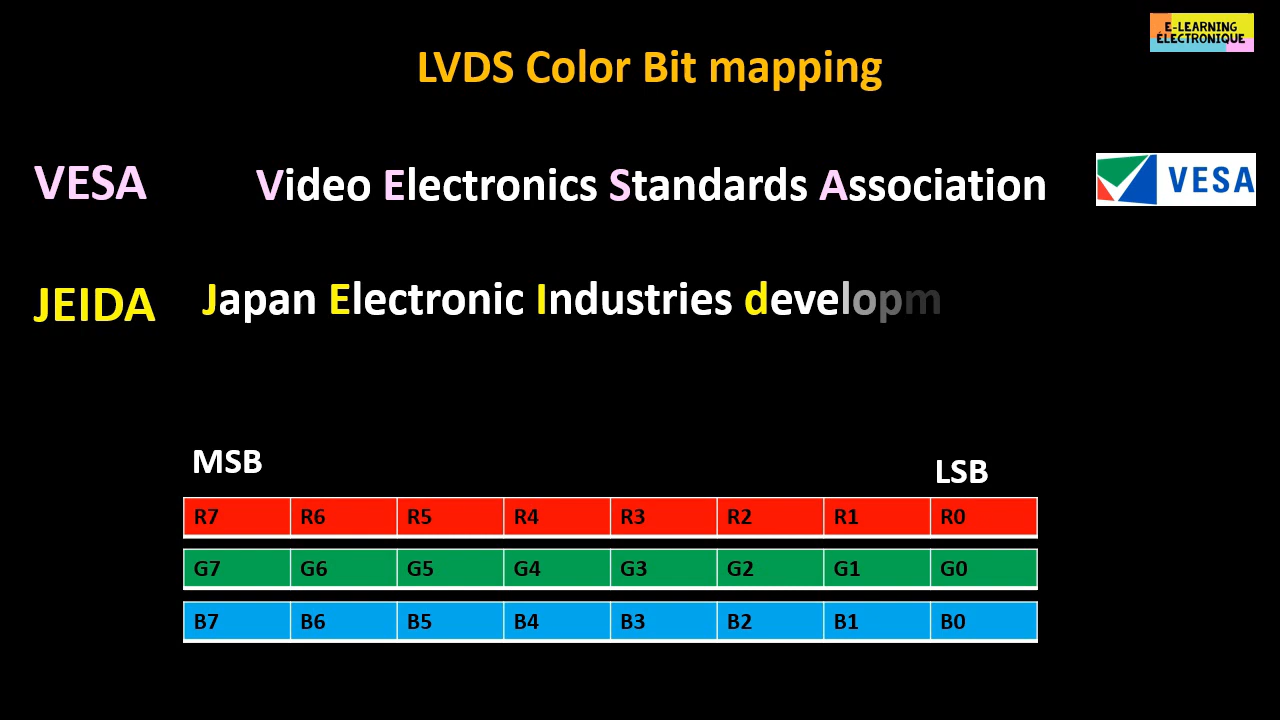 E-LEARNING
ÉLECTRONIQUE
LVDS Color Bit mapping
VESA Video Electronics Standards Association VESA
JEIDA Japan Electronic Industries developm
MSB LSB
R7 R6 R5 R4 R3 R2 R1 R0
G7 G6 G5 G4 G3 G2 G1 G0
B7 B6 B5 B4 B3 B2 B1 B0